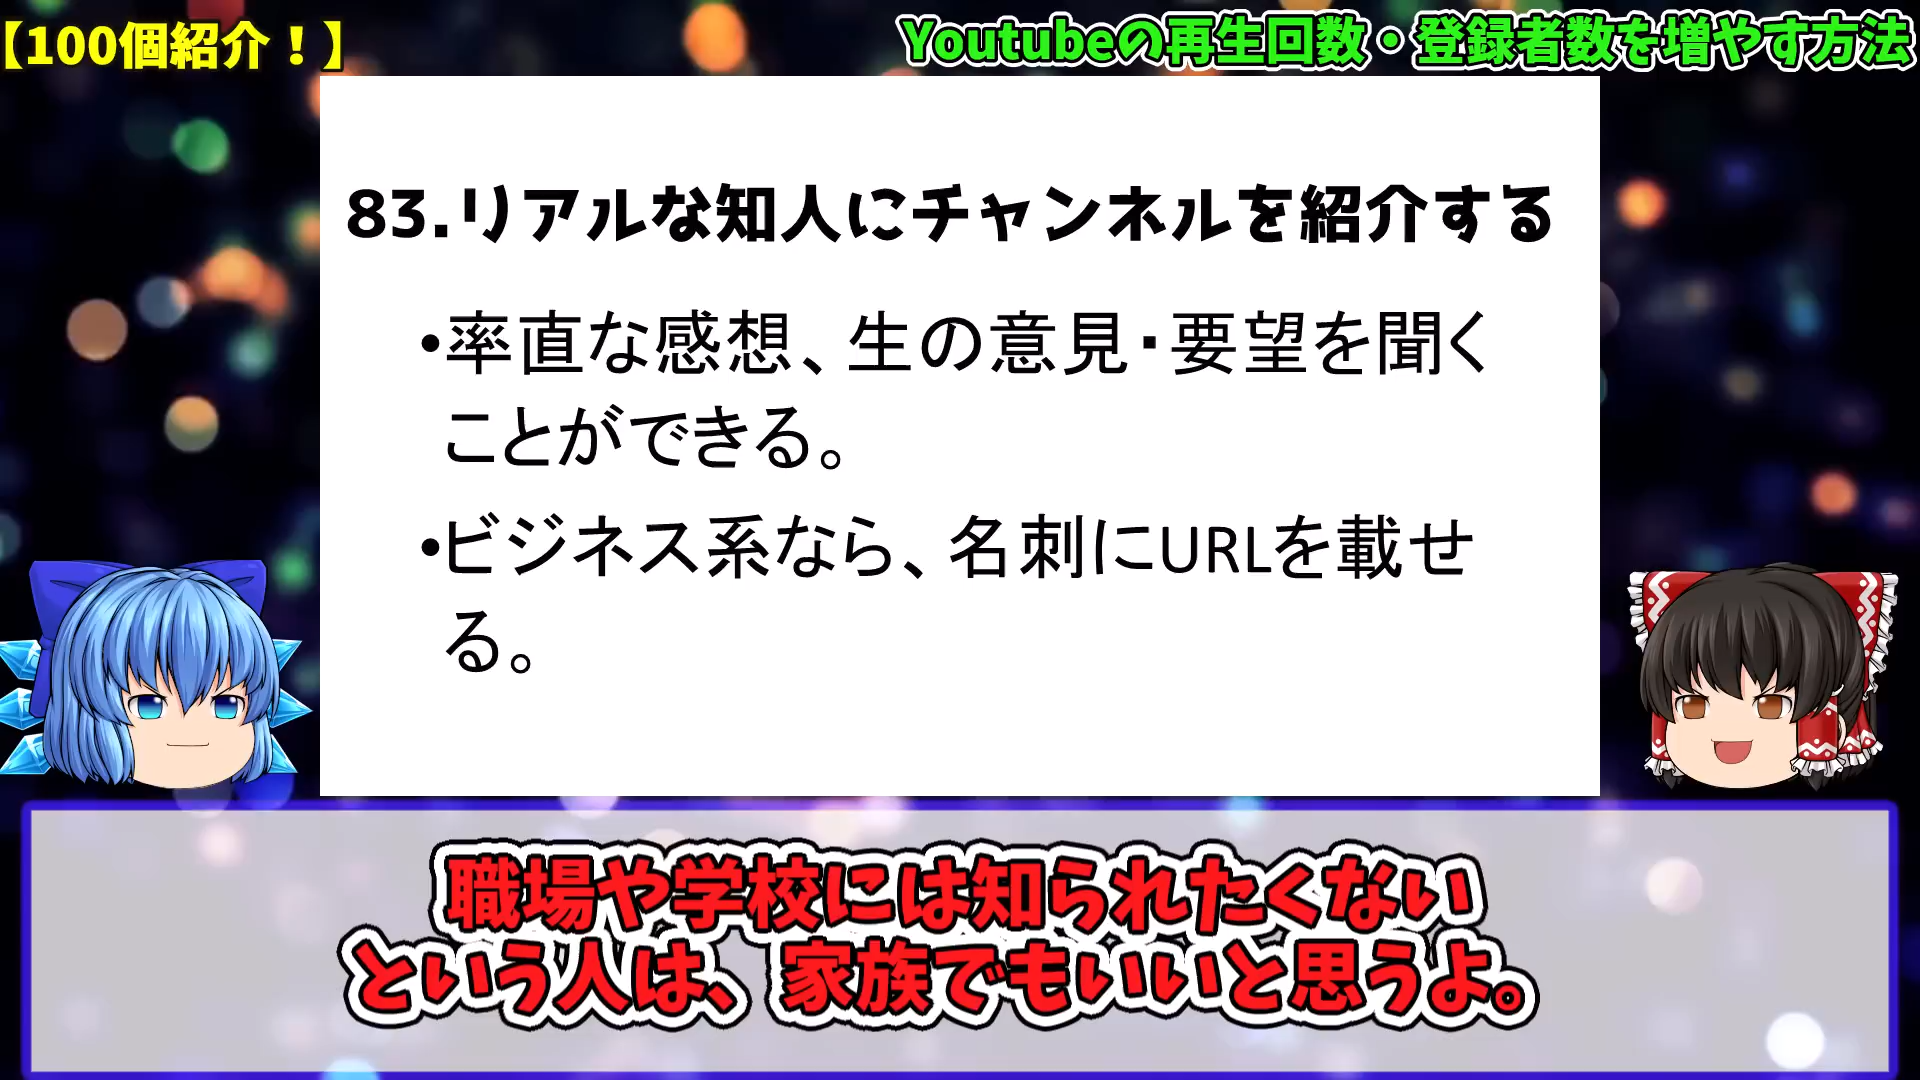 【100個紹介！】
Youtubeの再生回数・登録者数を増やす方法
83.リアルな知人にチャンネルを紹介する
•率直な感想、生の意見・要望を聞く
ことができる。
•ビジネス系なら、名刺にURLを載せ
る。
職場や学校には知られたくない
という人は、家族でもいいと思うよ。